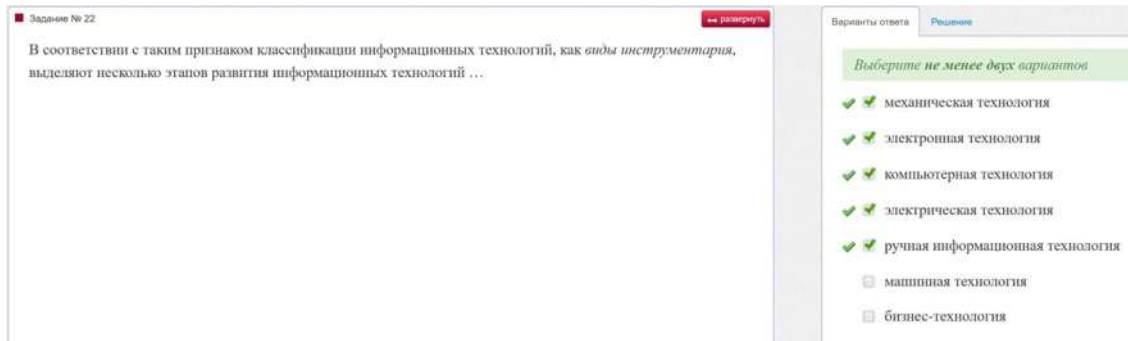 Задание № 22
развернуть
В соответствии с таким признаком классификации информационных технологий, как виды инструментария,
выделяют несколько этапов развития информационных технологий …
Варианты ответа
Решение
Выберите не менее двух вариантов
механическая технология
электронная технология
компьютерная технология
электрическая технология
ручная информационная технология
машинная технология
бизнес-технология